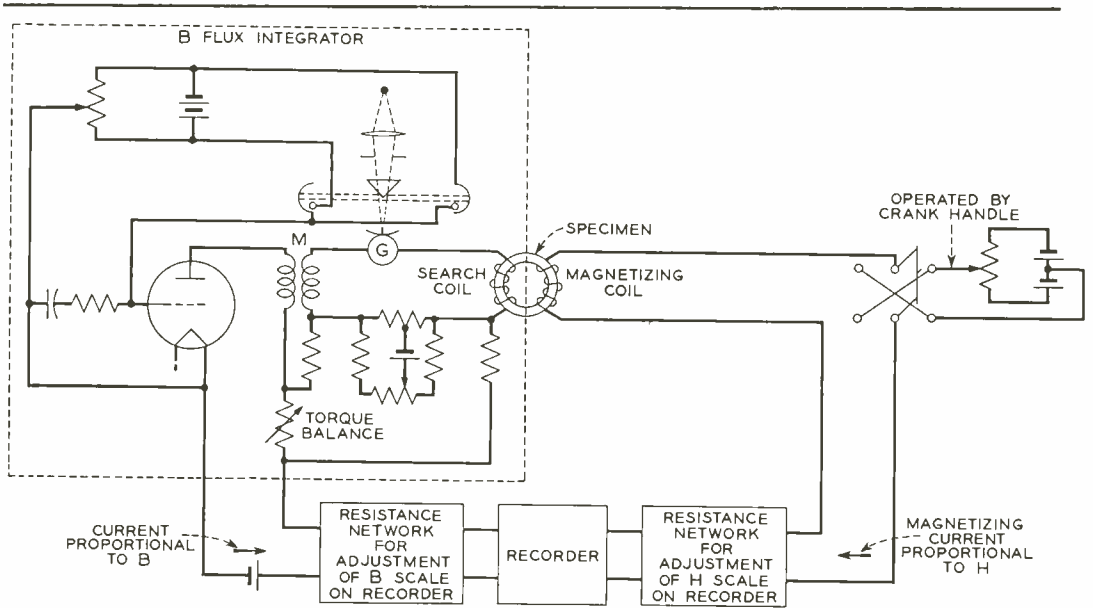 B FLUX INTEGRATOR
OPERATED BY
CRANK HANDLE
SPECIMEN
M
G
SEARCH
COIL
MAGNETIZING
COIL
TORQUE
BALANCE
CURRENT
PROPORTIONAL
TO B
RESISTANCE
NETWORK
FOR
ADJUSTMENT
OF B SCALE
ON RECORDER
RECORDER
RESISTANCE
NETWORK
FOR
ADJUSTMENT
OF H SCALE
ON RECORDER
MAGNETIZING
CURRENT
PROPORTIONAL
TO H